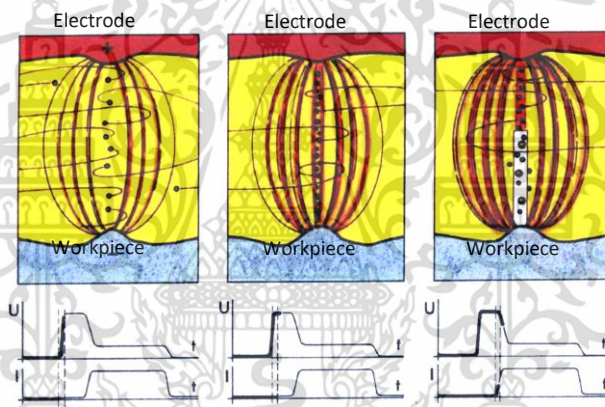 Electrode Electrode Electrode
+
Workpiece Workpiece Workpiece
U t U t U t
I t I t I t